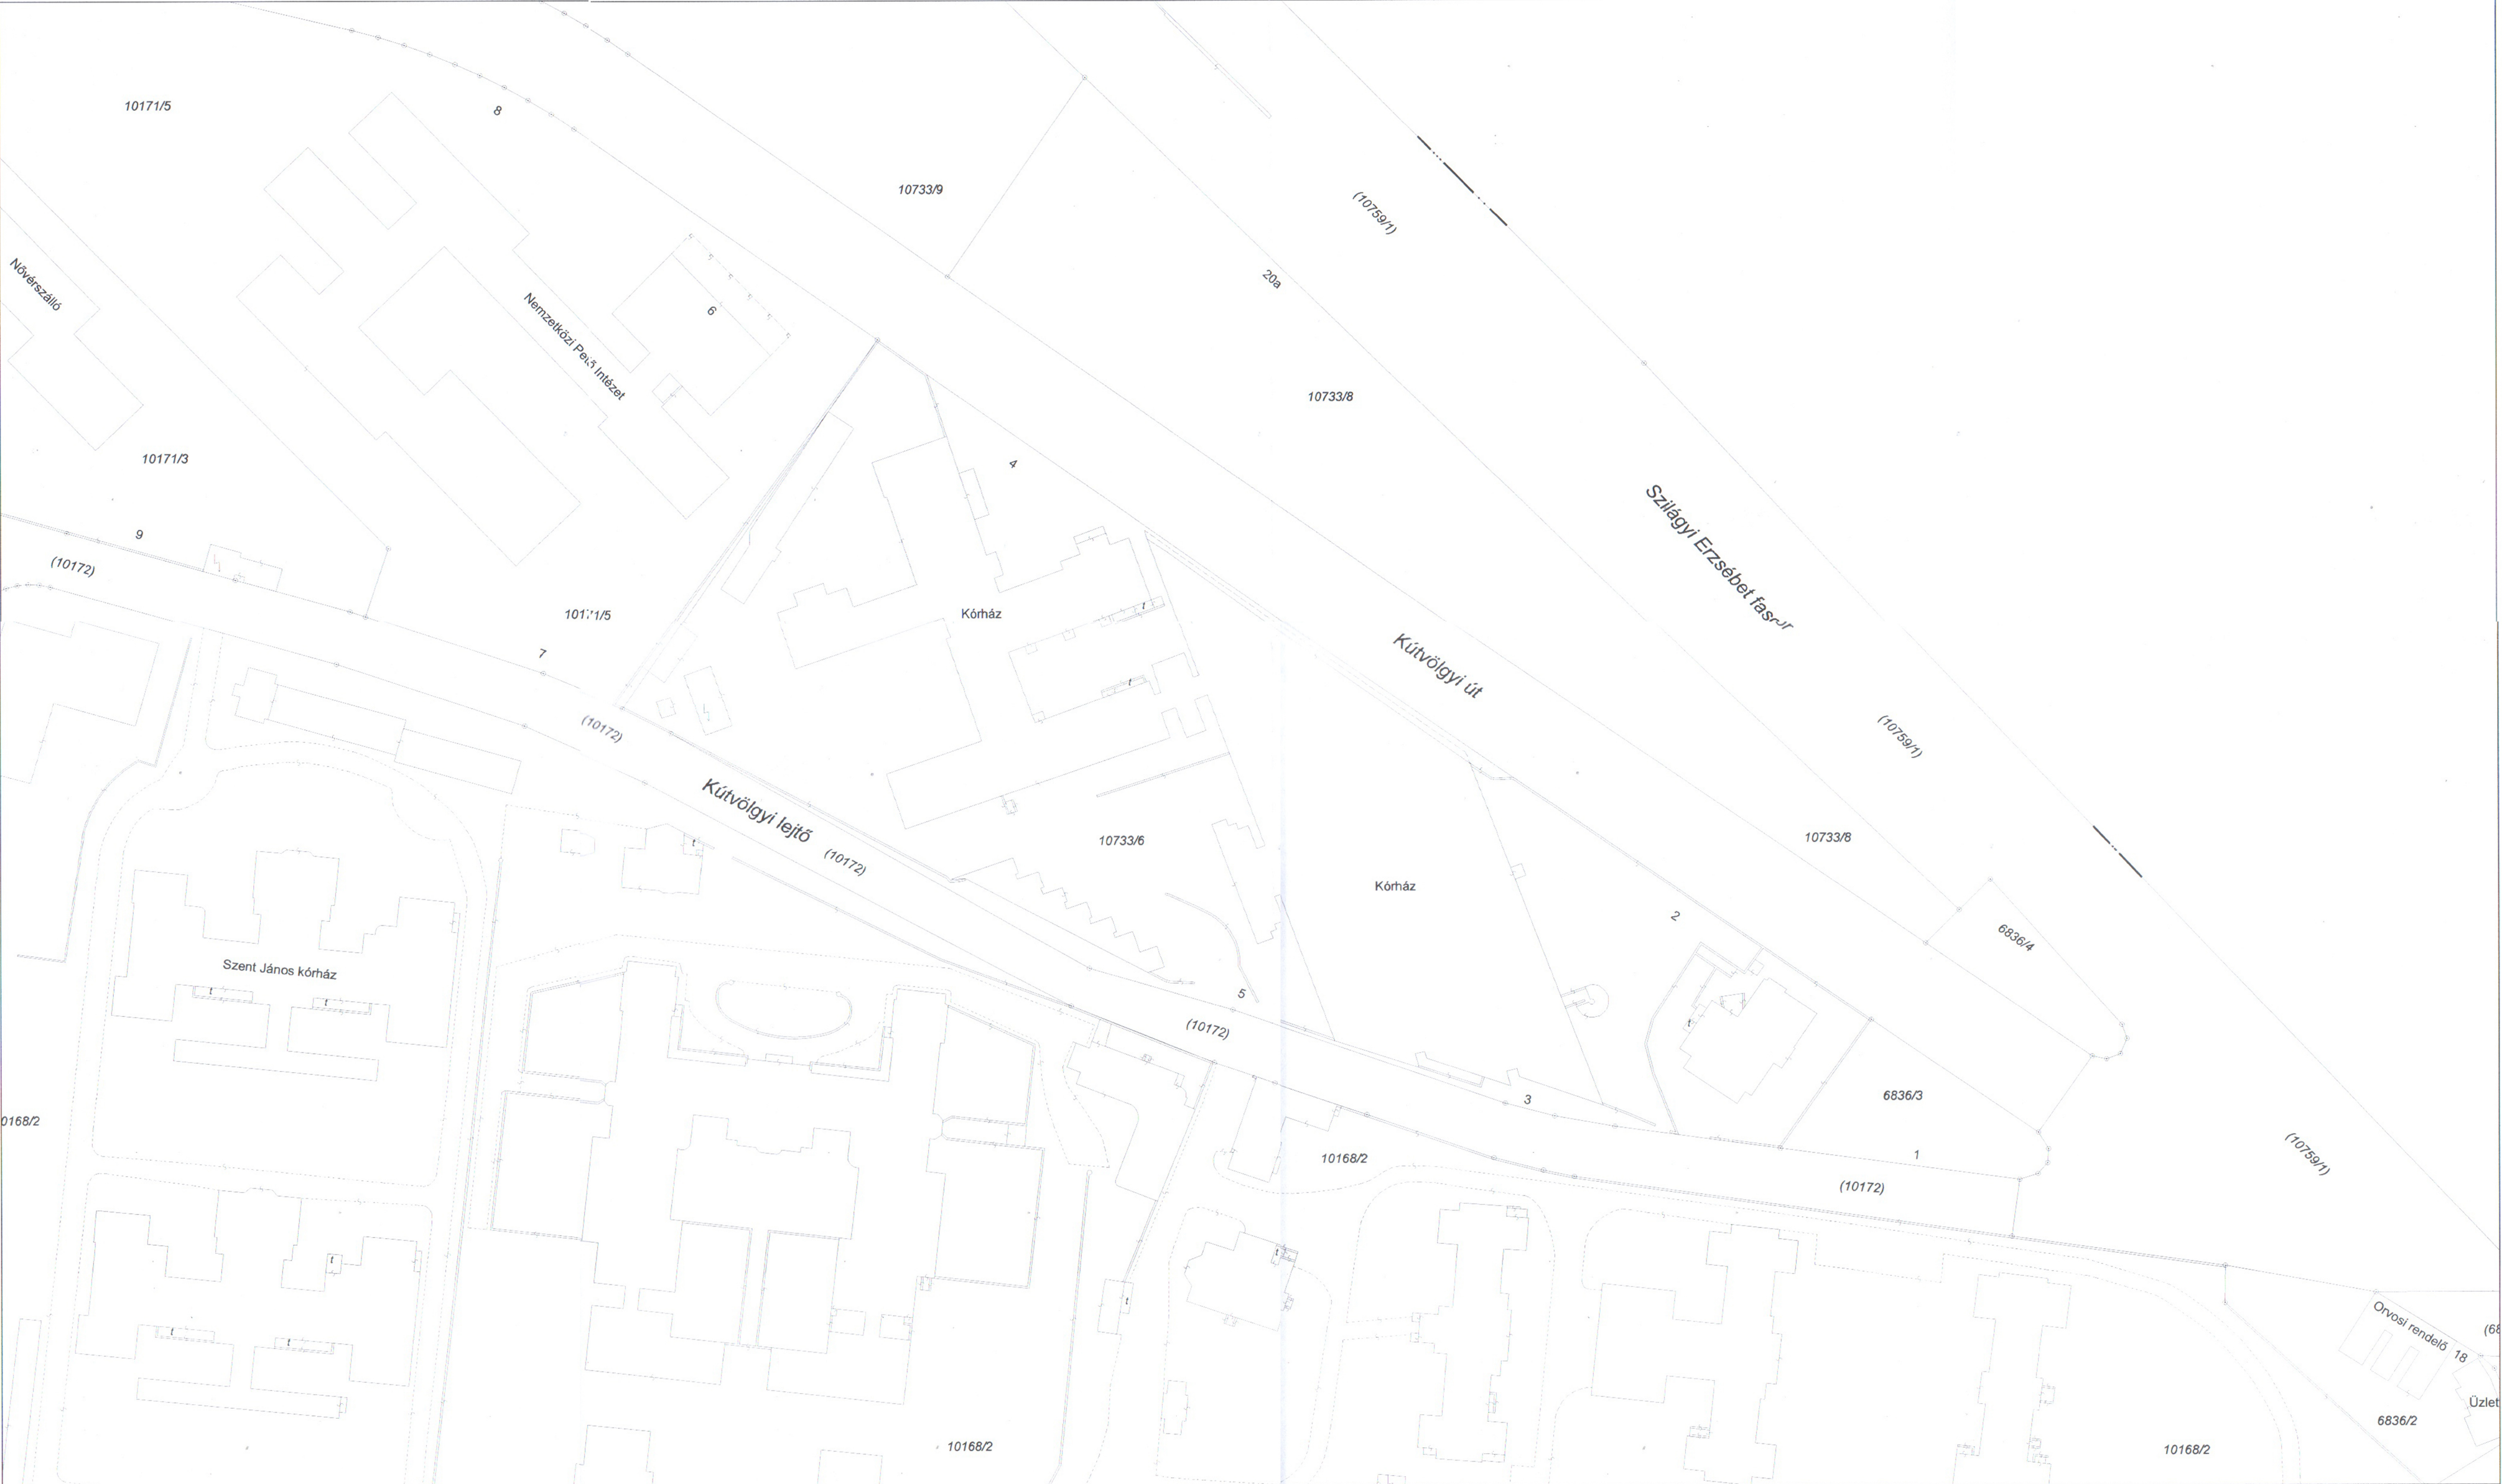 10171/5
8
10733/9
(10759/1)
20a
Nővérszálló
6
Nemzetközi Pető Intézet
10733/8
4
10171/3
Szilágyi Erzsébet fasor
9
(10172)
10171/5
Kórház
t
7
Kútvölgyi út
t
(10172)
(10759/1)
Kútvölgyi lejtő
10733/6
10733/8
t
(10172)
Kórház
2
6836/4
Szent János kórház
5
t
t
t
(10172)
6836/3
3
0168/2
10168/2
1
(10759/1)
(10172)
t
t
t
Orvosi rendelő 18
(68
t
t
Üzlet
6836/2
10168/2
10168/2